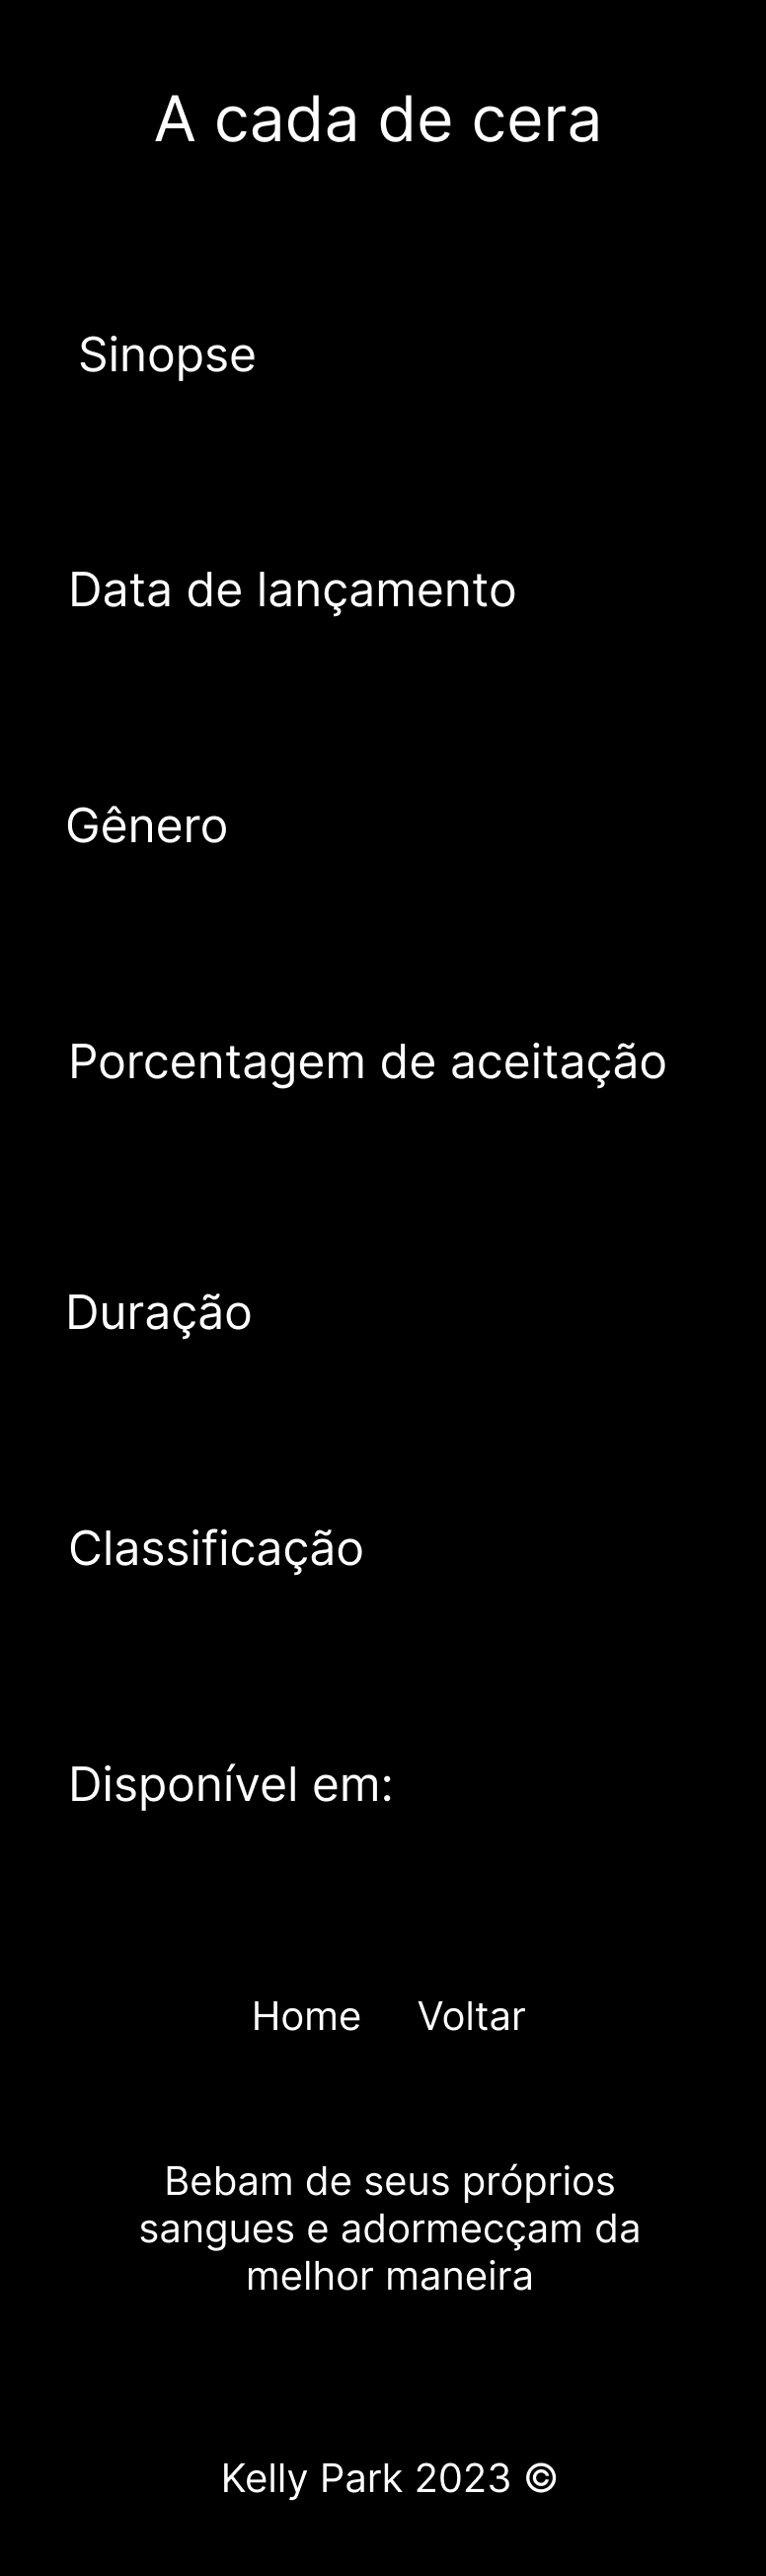 A cada de cera
Sinopse
Data de lançamento
Gênero
Porcentagem de aceitação
Duração
Classificação
Disponível em:
Home Voltar
Bebam de seus próprios
sangues e adormecçam da
melhor maneira
Kelly Park 2023 ©